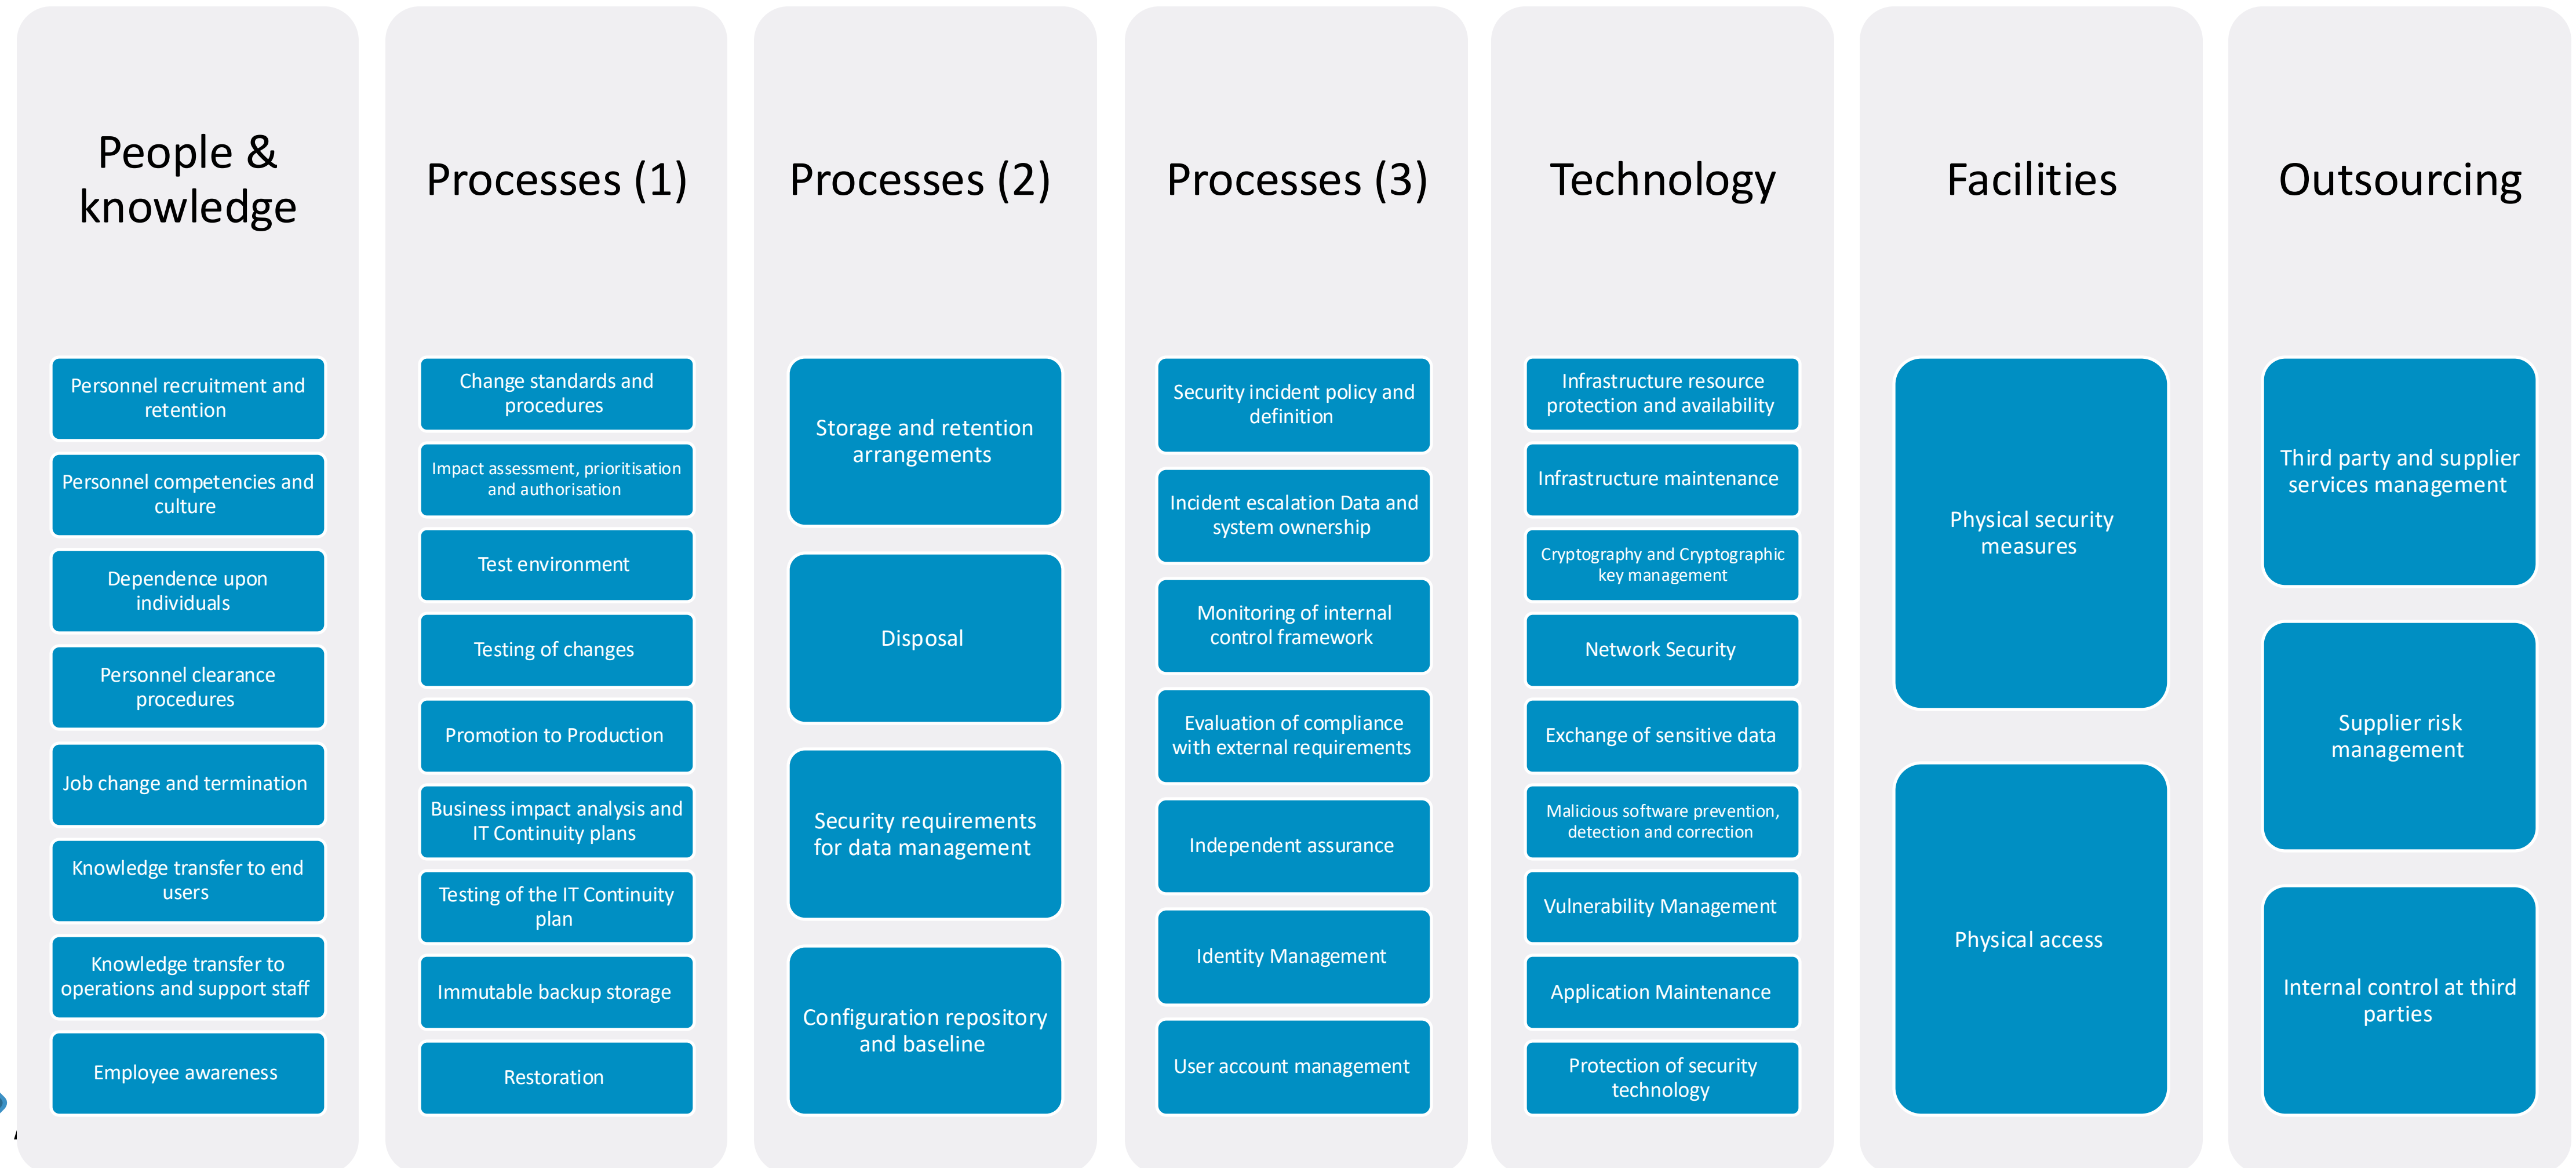 People &
knowledge
Personnel recruitment and
retention
Personnel competencies and
culture
Dependence upon
individuals
Personnel clearance
procedures
Job change and termination
Knowledge transfer to end
users
Knowledge transfer to
operations and support staff
Employee awareness
Processes (1)
Change standards and
procedures
Impact assessment, prioritisation
and authorisation
Test environment
Testing of changes
Promotion to Production
Business impact analysis and
IT Continuity plans
Testing of the IT Continuity
plan
Immutable backup storage
Restoration
Processes (2)
Storage and retention
arrangements
Disposal
Security requirements
for data management
Configuration repository
and baseline
Processes (3)
Security incident policy and
definition
Incident escalation Data and
system ownership
Monitoring of internal
control framework
Evaluation of compliance
with external requirements
Independent assurance
Identity Management
User account management
Technology
Infrastructure resource
protection and availability
Infrastructure maintenance
Cryptography and Cryptographic
key management
Network Security
Exchange of sensitive data
Malicious software prevention,
detection and correction
Vulnerability Management
Application Maintenance
Protection of security
technology
Facilities
Physical security
measures
Physical access
Outsourcing
Third party and supplier
services management
Supplier risk
management
Internal control at third
parties